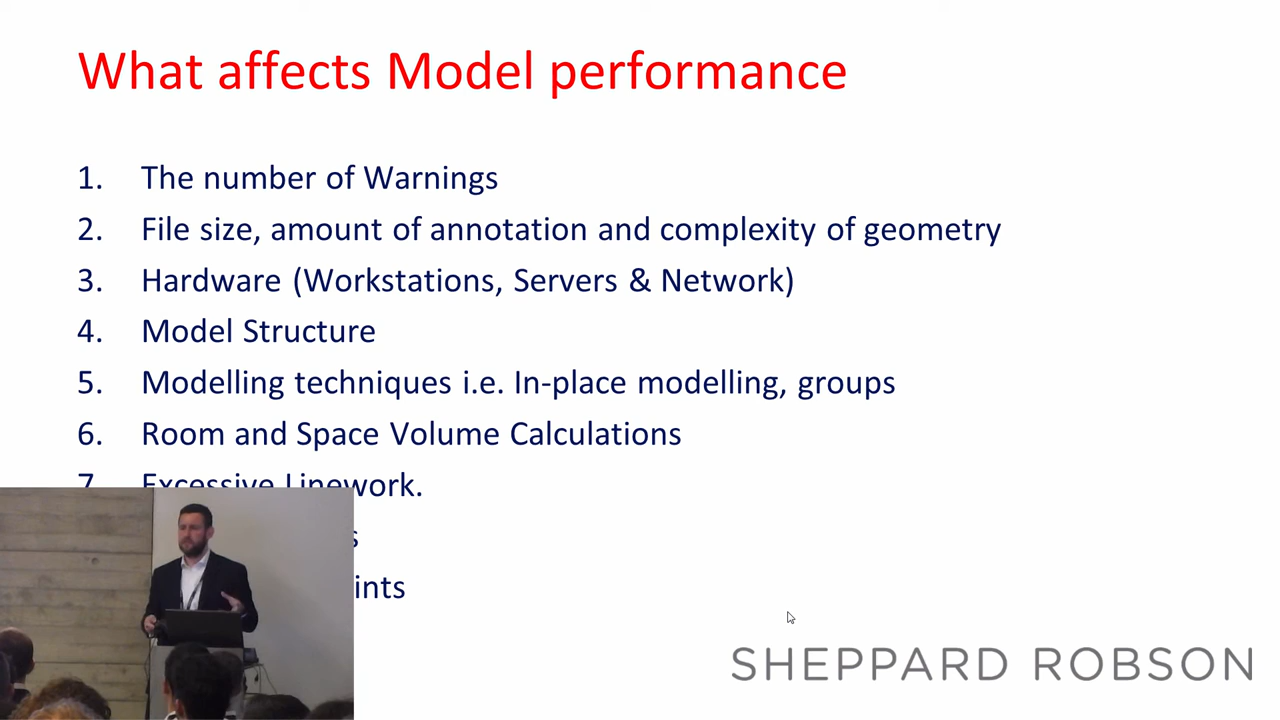 What affects Model performance
1. The number of Warnings
2. File size, amount of annotation and complexity of geometry
3. Hardware (Workstations, Servers & Network)
4. Model Structure
5. Modelling techniques i.e. In-place modelling, groups
6. Room and Space Volume Calculations
7. Excessive Linework.
SHEPPARD ROBSON